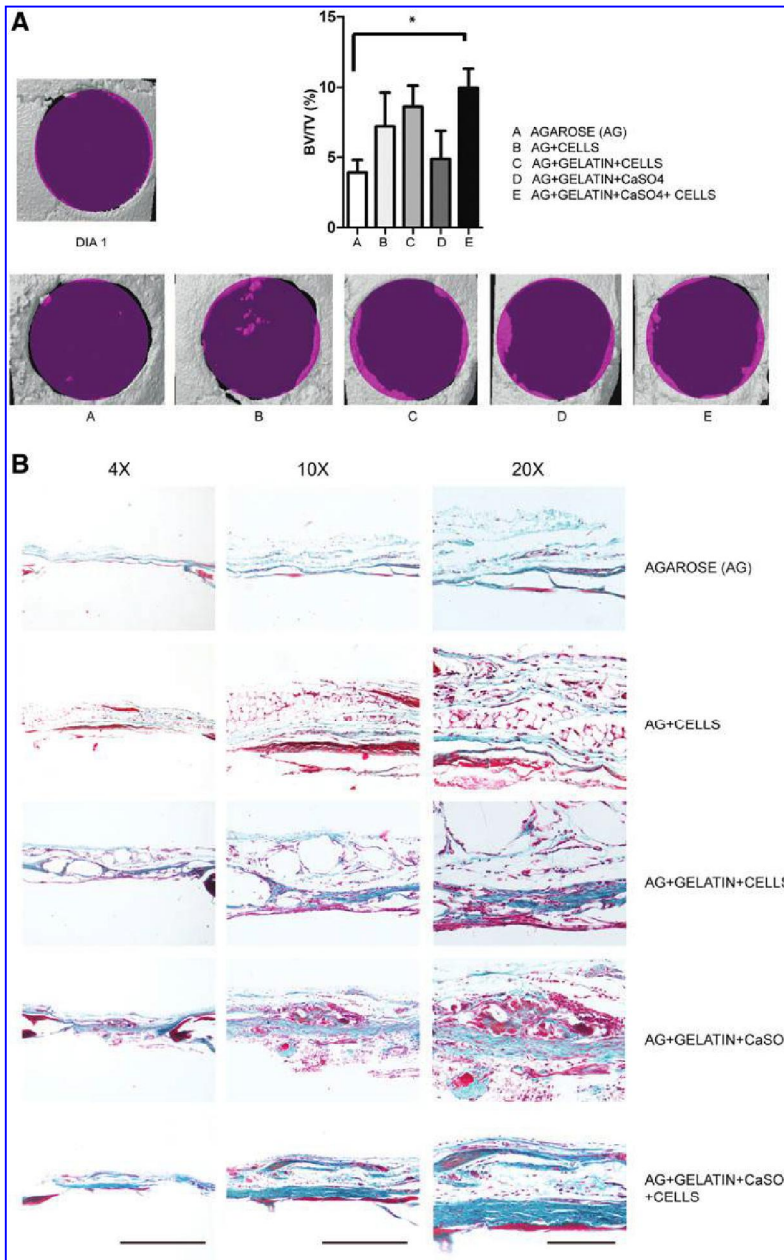 A
*
15
10
5
0
BV/TV (%)
A B C D E
A AGAROSE (AG)
B AG+CELLS
C AG+GELATIN+CELLS
D AG+GELATIN+CaSO4
E AG+GELATIN+CaSO4+ CELLS
DIA 1
A B C D E
B
4X 10X 20X
AGAROSE (AG)
AG+CELLS
AG+GELATIN+CELLS
AG+GELATIN+CaSO
AG+GELATIN+CaSO
+CELLS